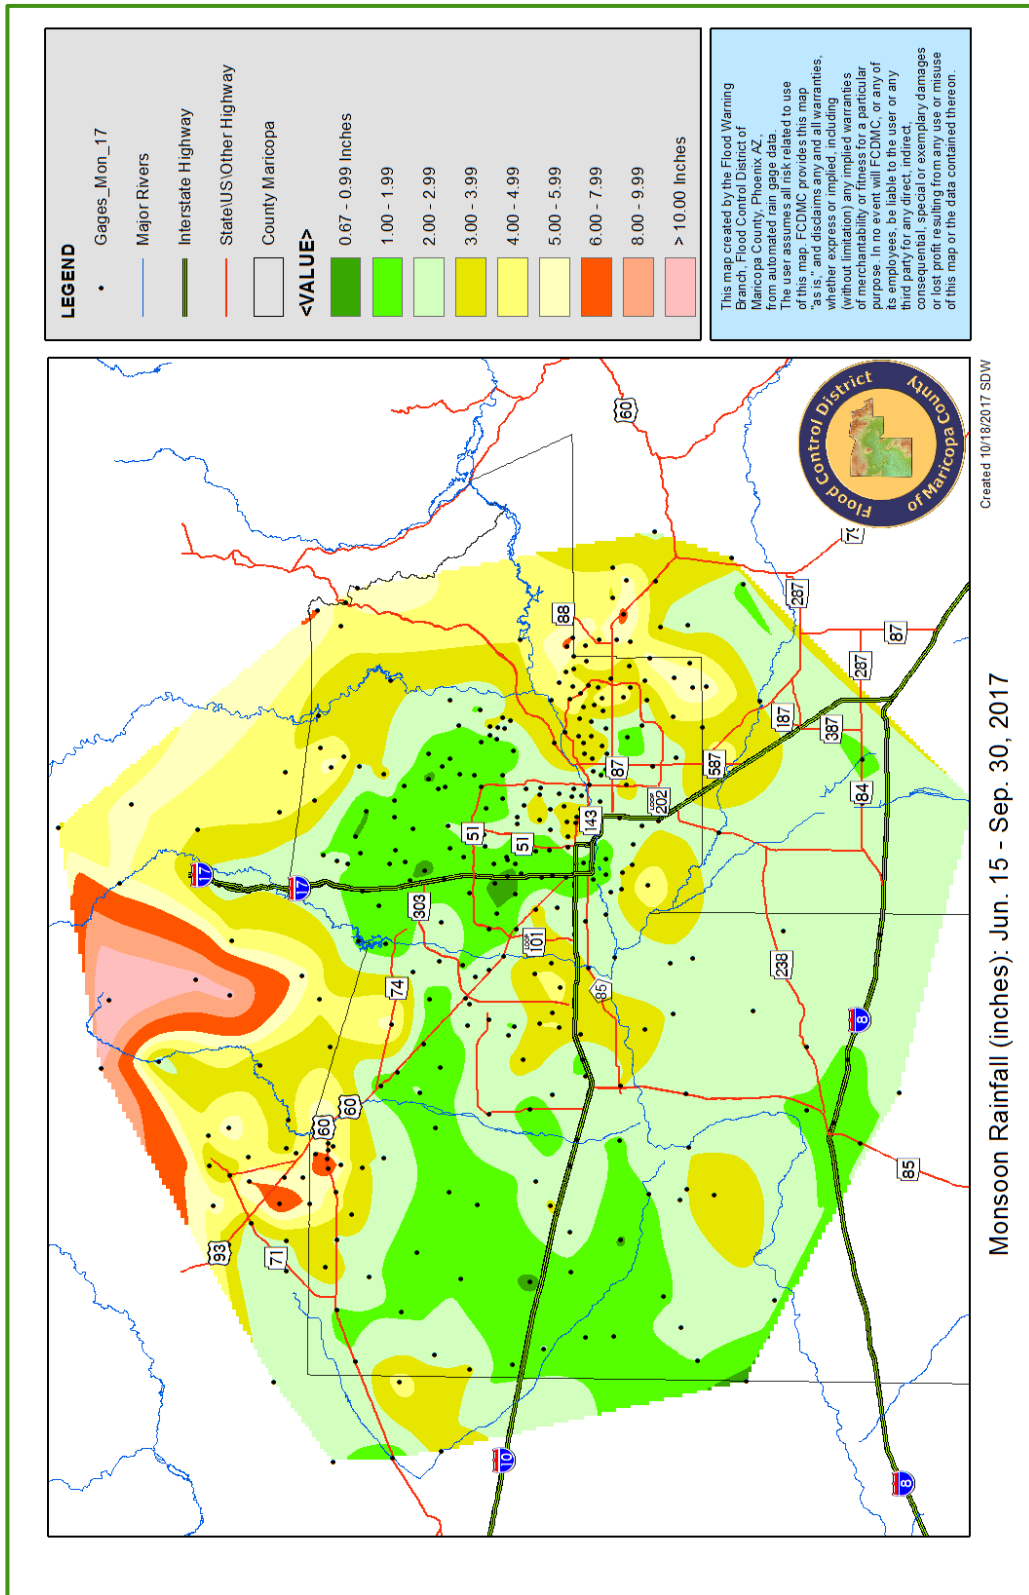 LEGEND
Gages_Mon_17
Major Rivers
Interstate Highway
State\US\Other Highway
County Maricopa
<VALUE>
0.67 - 0.99 Inches
1.00 - 1.99
2.00 - 2.99
3.00 - 3.99
4.00 - 4.99
5.00 - 5.99
6.00 - 7.99
8.00 - 9.99
> 10.00 Inches
This map created by the Flood Warning
Branch, Flood Control District of
Maricopa County, Phoenix AZ,
from automated rain gage data.
The user assumes all risk related to use
of this map. FCDMC provides this map
"as is," and disclaims any and all warranties,
whether express or implied, including
(without limitation) any implied warranties
of merchantability or fitness for a particular
purpose. In no event will FCDMC, or any of
its employees, be liable to the user or any
third party for any direct, indirect,
consequential, special or exemplary damages
or lost profit resulting from any use or misuse
of this map or the data contained thereon.
93
71
60
60
74
17
17
303
51
51
LOOP
101
85
143
LOOP
202
87
88
60
587
187
387
287
287
87
79
84
238
8
8
85
10
Flood Control District
of Maricopa County
Created 10/18/2017 SDW
Monsoon Rainfall (inches): Jun. 15 - Sep. 30, 2017